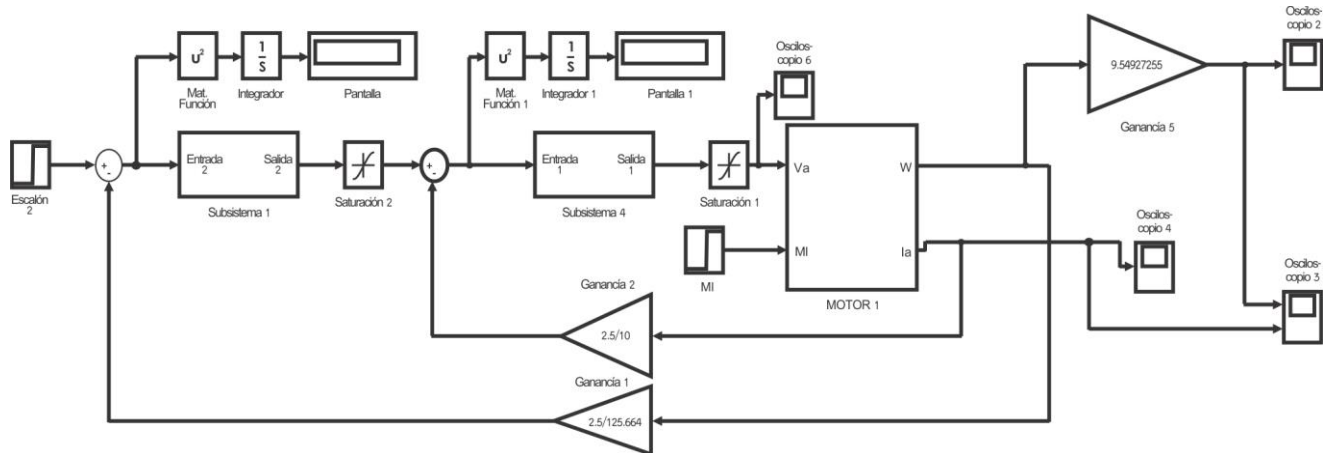 Oscilos-
copio 2
9.54927255
Ganancía 5
u²
1
S
Mat.
Función
Integrador
Pantalla
u²
1
S
Mat.
Función 1
Integrador 1
Pantalla 1
Oscilos-
copio 6
Escalón
2
+
-
Entrada
2
Salida
2
Subsistema 1
Saturación 2
+
-
Entrada
1
Salida
1
Subsistema 4
Saturación 1
Va
W
MI
Ia
MOTOR 1
MI
Oscilos-
copio 4
Oscilos-
copio 3
Ganancía 2
2.5/10
Ganancía 1
2.5/125.664